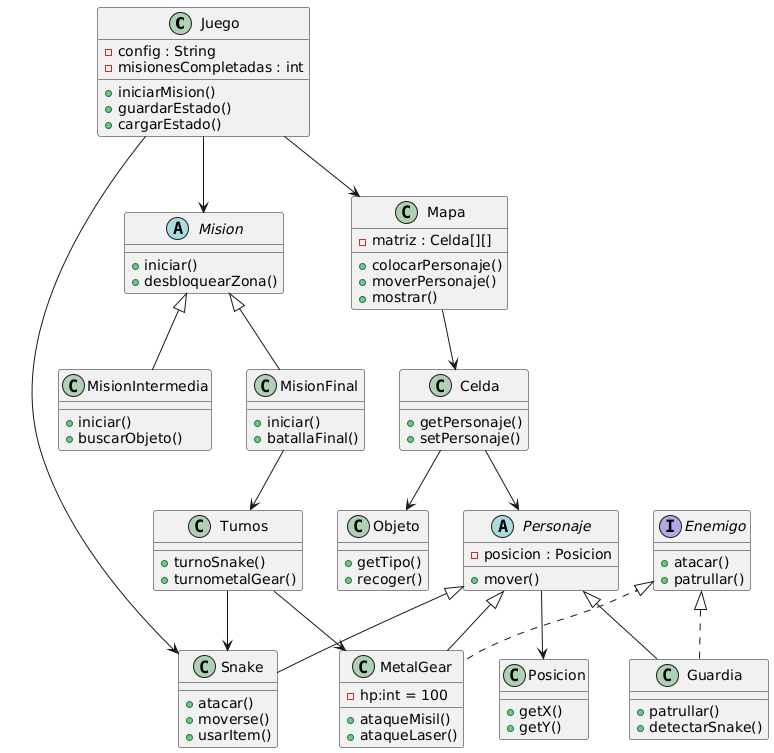 C Juego
config : String
misionesCompletadas : int
iniciarMision()
guardarEstado()
cargarEstado()
A Mision
iniciar()
desbloquearZona()
C Mapa
matriz : Celda[][]
colocarPersonaje()
moverPersonaje()
mostrar()
C MisionIntermedia
iniciar()
buscarObjeto()
C MisionFinal
iniciar()
batallaFinal()
C Celda
getPersonaje()
setPersonaje()
C Turnos
turnoSnake()
turnometalGear()
C Objeto
getTipo()
recoger()
A Personaje
posicion : Posicion
mover()
I Enemigo
atacar()
patrullar()
C Snake
atacar()
moverse()
usarItem()
C MetalGear
hp:int = 100
ataqueMisil()
ataqueLaser()
C Posicion
getX()
getY()
C Guardia
patrullar()
detectarSnake()